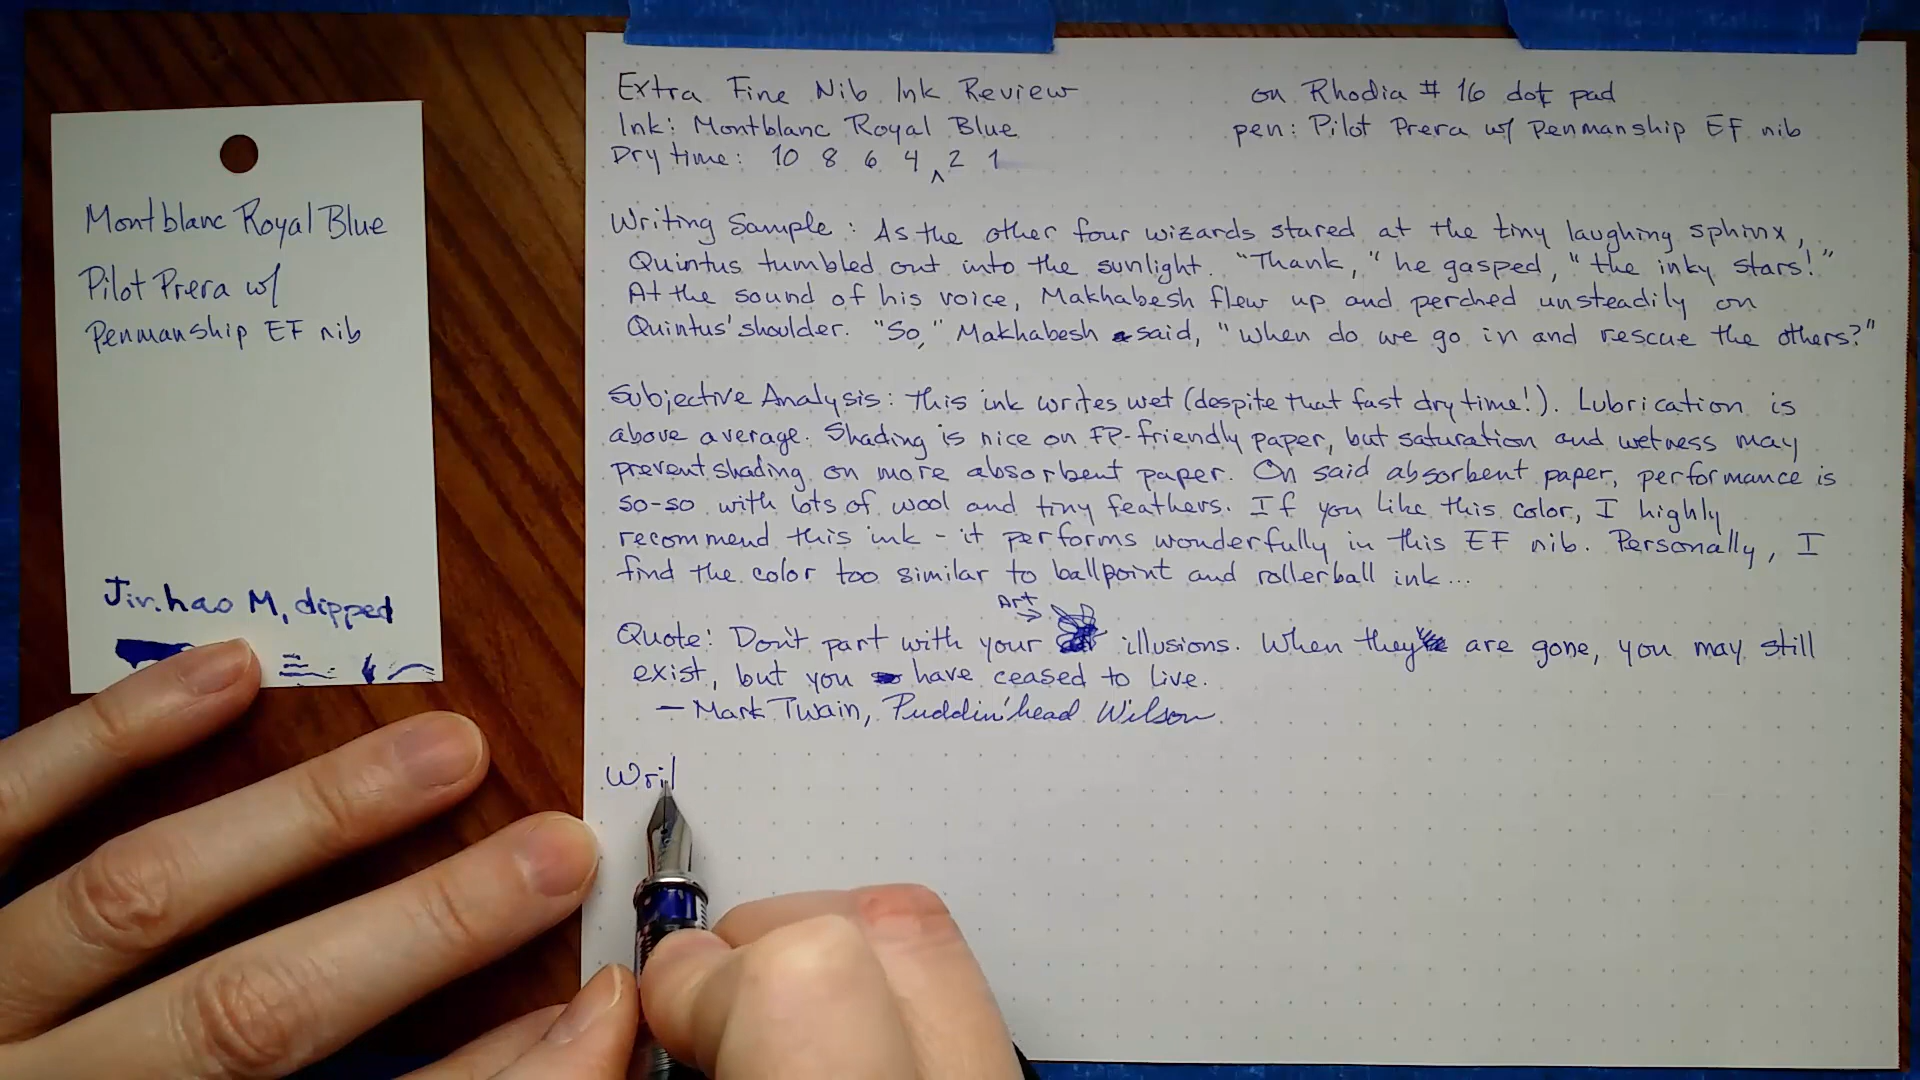 Montblanc Royal Blue
Pilot Prera w/
Penmanship EF nib
Jinhao M, dipped
Extra Fine Nib Ink Review
on Rhodia # 16 dot pad
Ink: Montblanc Royal Blue
pen: Pilot Prera w/ Penmanship EF nib
Dry time: 10 8 6 4 ^ 2 1
Writing Sample: As the other four wizards stared at the tiny laughing sphinx,
Quintus tumbled out into the sunlight. "Thank," he gasped, "the inky stars!"
At the sound of his voice, Makhabesh flew up and perched unsteadily on
Quintus' shoulder. "So," Makhabesh said, "when do we go in and rescue the others?"
Subjective Analysis: This ink writes wet (despite that fast dry time!). Lubrication is
above average. Shading is nice on FP-friendly paper, but saturation and wetness may
prevent shading on more absorbent paper. On said absorbent paper, performance is
so-so with lots of wool and tiny feathers. If you like this color, I highly
recommend this ink - it performs wonderfully in this EF nib. Personally, I
find the color too similar to ballpoint and rollerball ink...
Art →
Quote: Don't part with your illusions. When they are gone, you may still
exist, but you have ceased to live.
— Mark Twain, Puddin'head Wilson
Wri